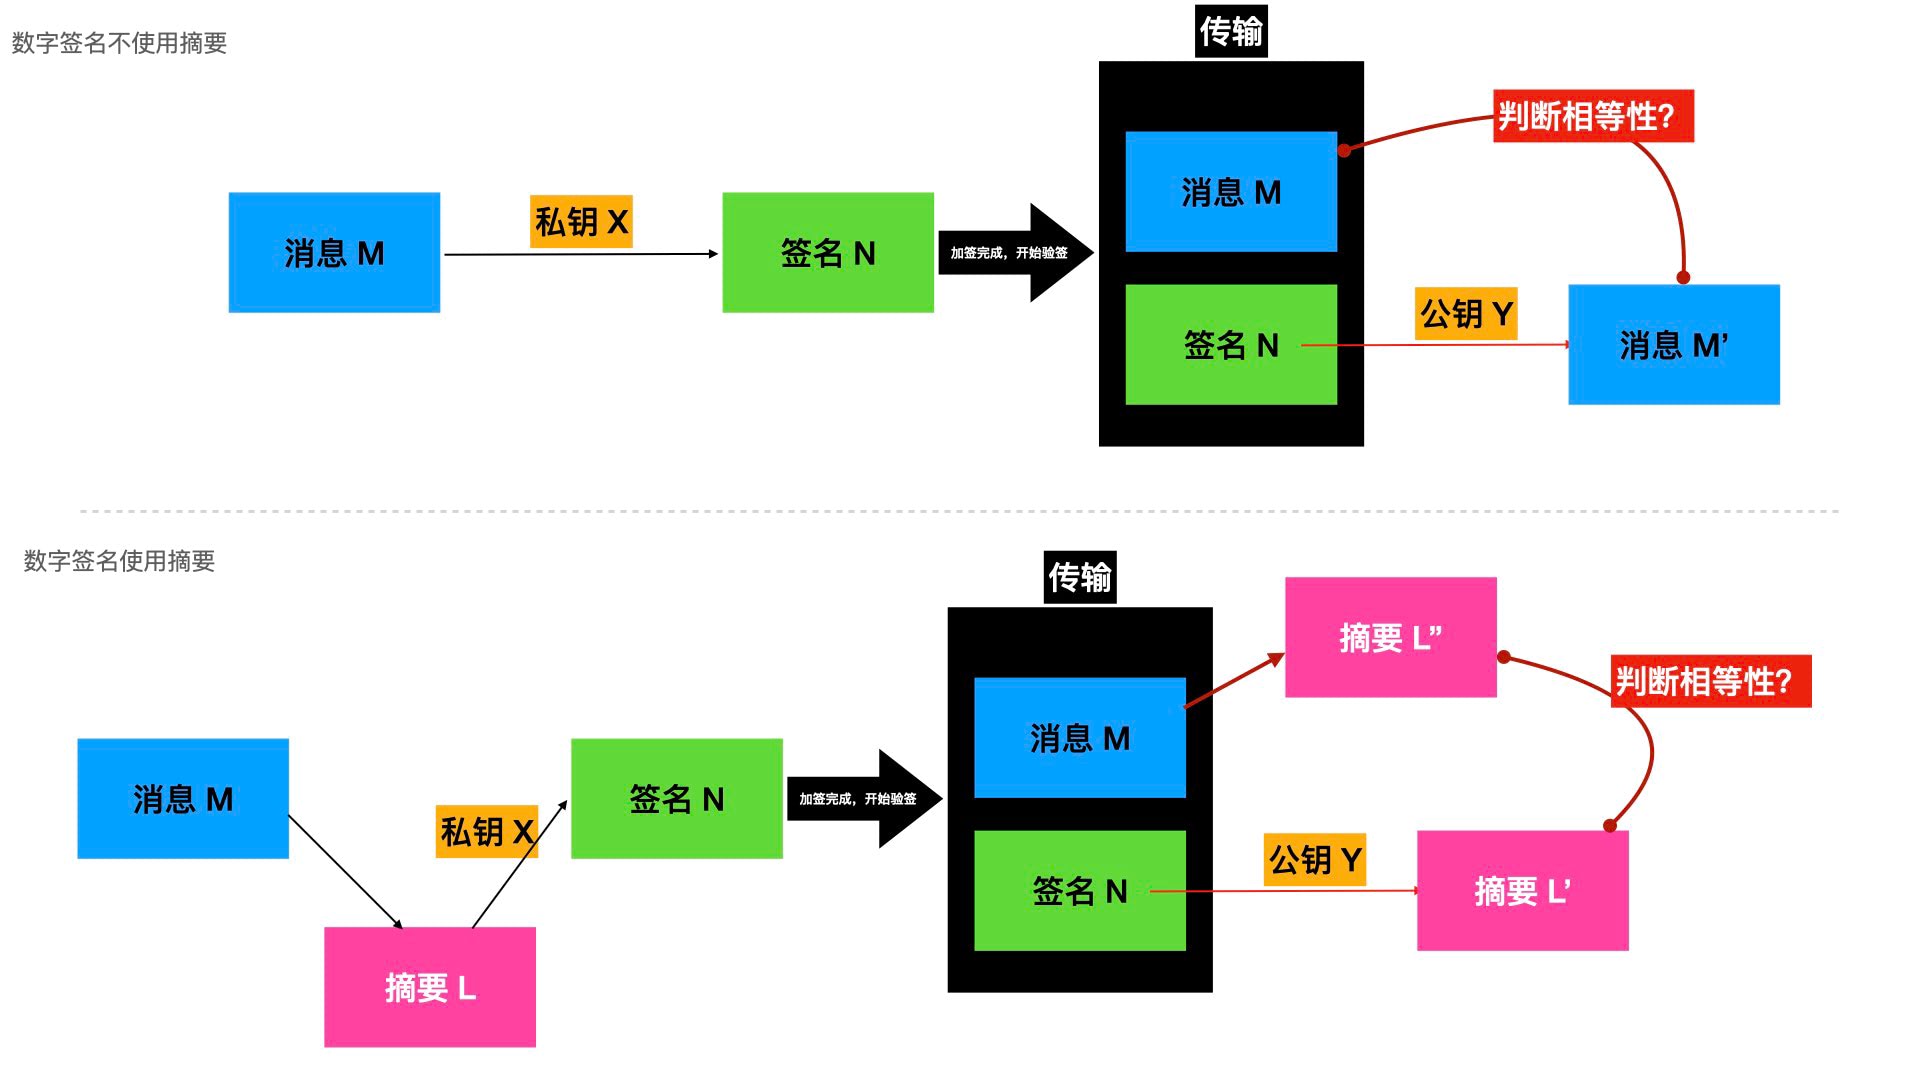 数字签名不使用摘要
传输
判断相等性?
消息 M
私钥 X
签名 N
加签完成，开始验签
消息 M
签名 N
公钥 Y
消息 M’
数字签名使用摘要
传输
摘要 L”
判断相等性?
消息 M
私钥 X
签名 N
加签完成，开始验签
消息 M
签名 N
公钥 Y
摘要 L’
摘要 L